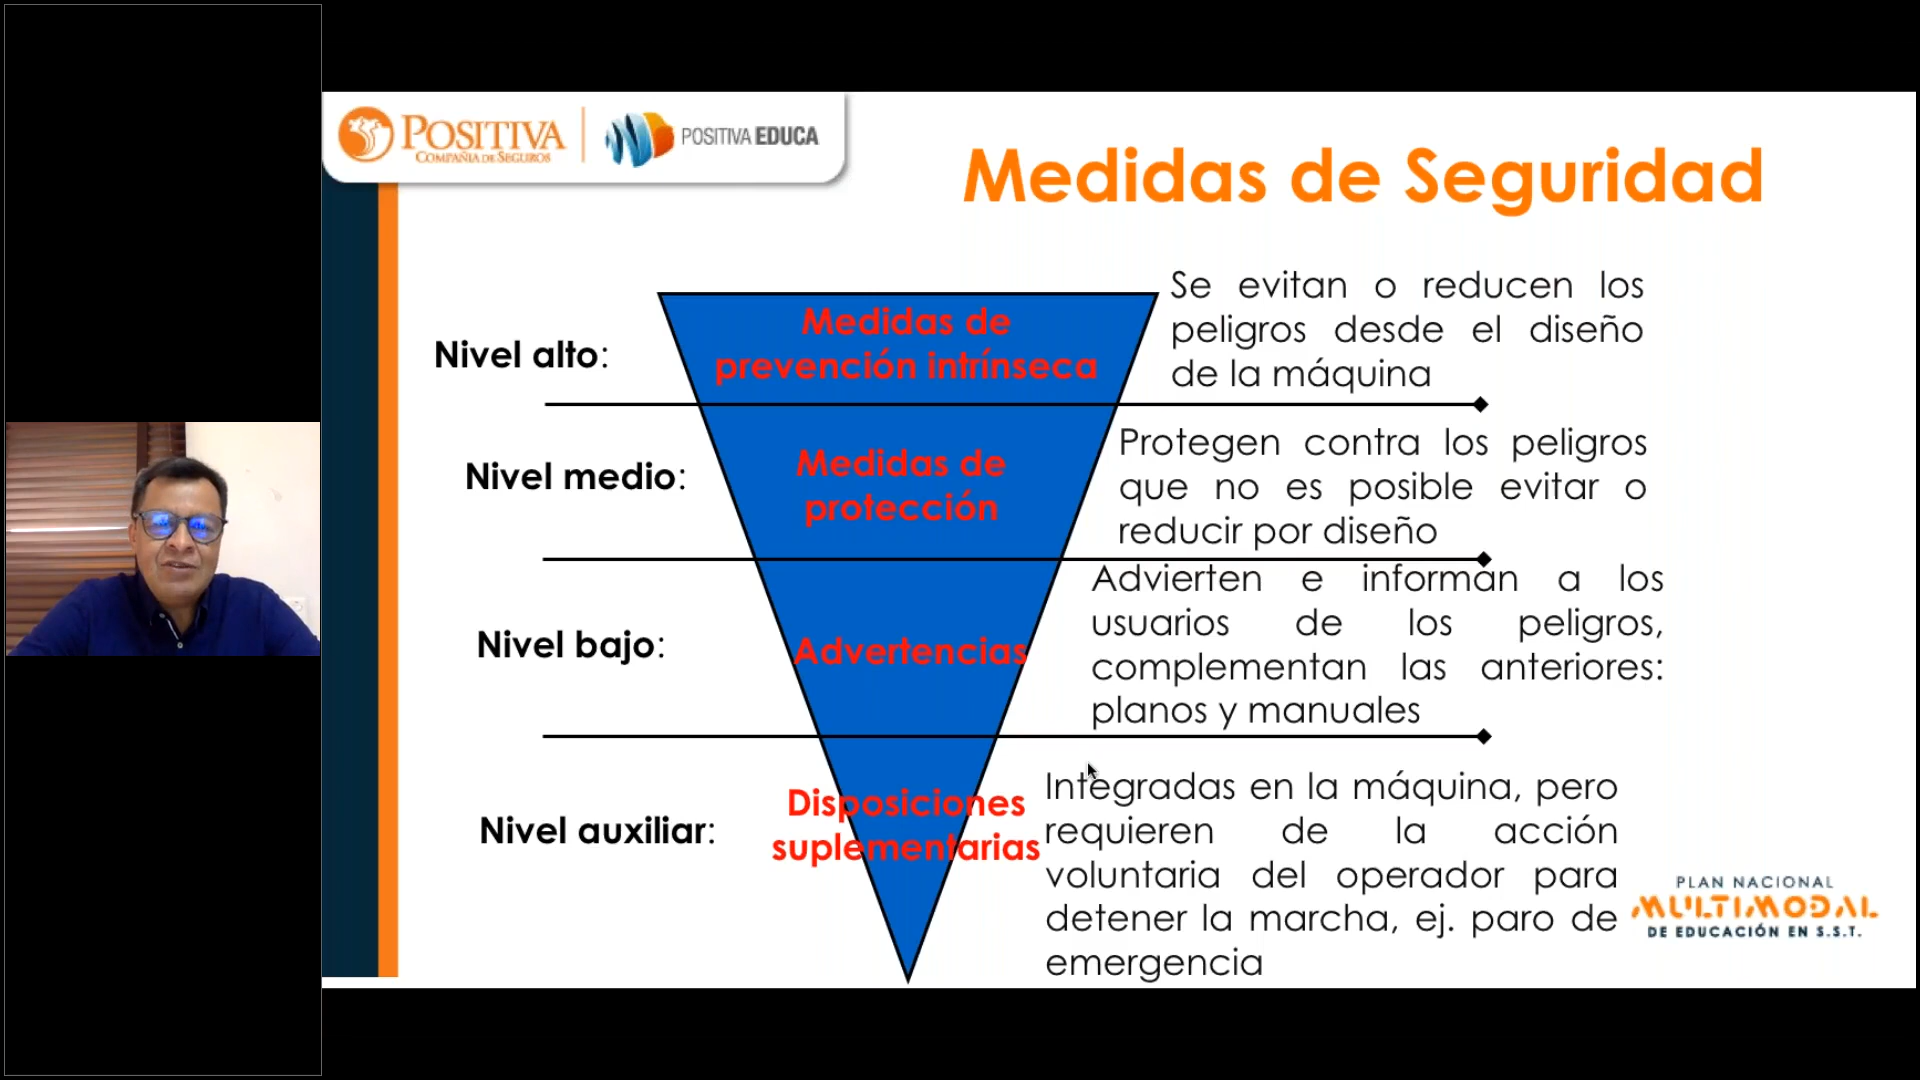 POSITIVA
COMPAÑÍA DE SEGUROS
POSITIVA EDUCA
Medidas de Seguridad
Nivel alto:
Medidas de
prevención intrínseca
Se evitan o reducen los
peligros desde el diseño
de la máquina
Nivel medio:
Medidas de
protección
Protegen contra los peligros
que no es posible evitar o
reducir por diseño
Nivel bajo:
Advertencias
Advierten e informan a los
usuarios de los peligros,
complementan las anteriores:
planos y manuales
Nivel auxiliar:
Disposiciones
suplementarias
Integradas en la máquina, pero
requieren de la acción
voluntaria del operador para
detener la marcha, ej. paro de
emergencia
PLAN NACIONAL
MULTIMODAL
DE EDUCACIÓN EN S.S.T.